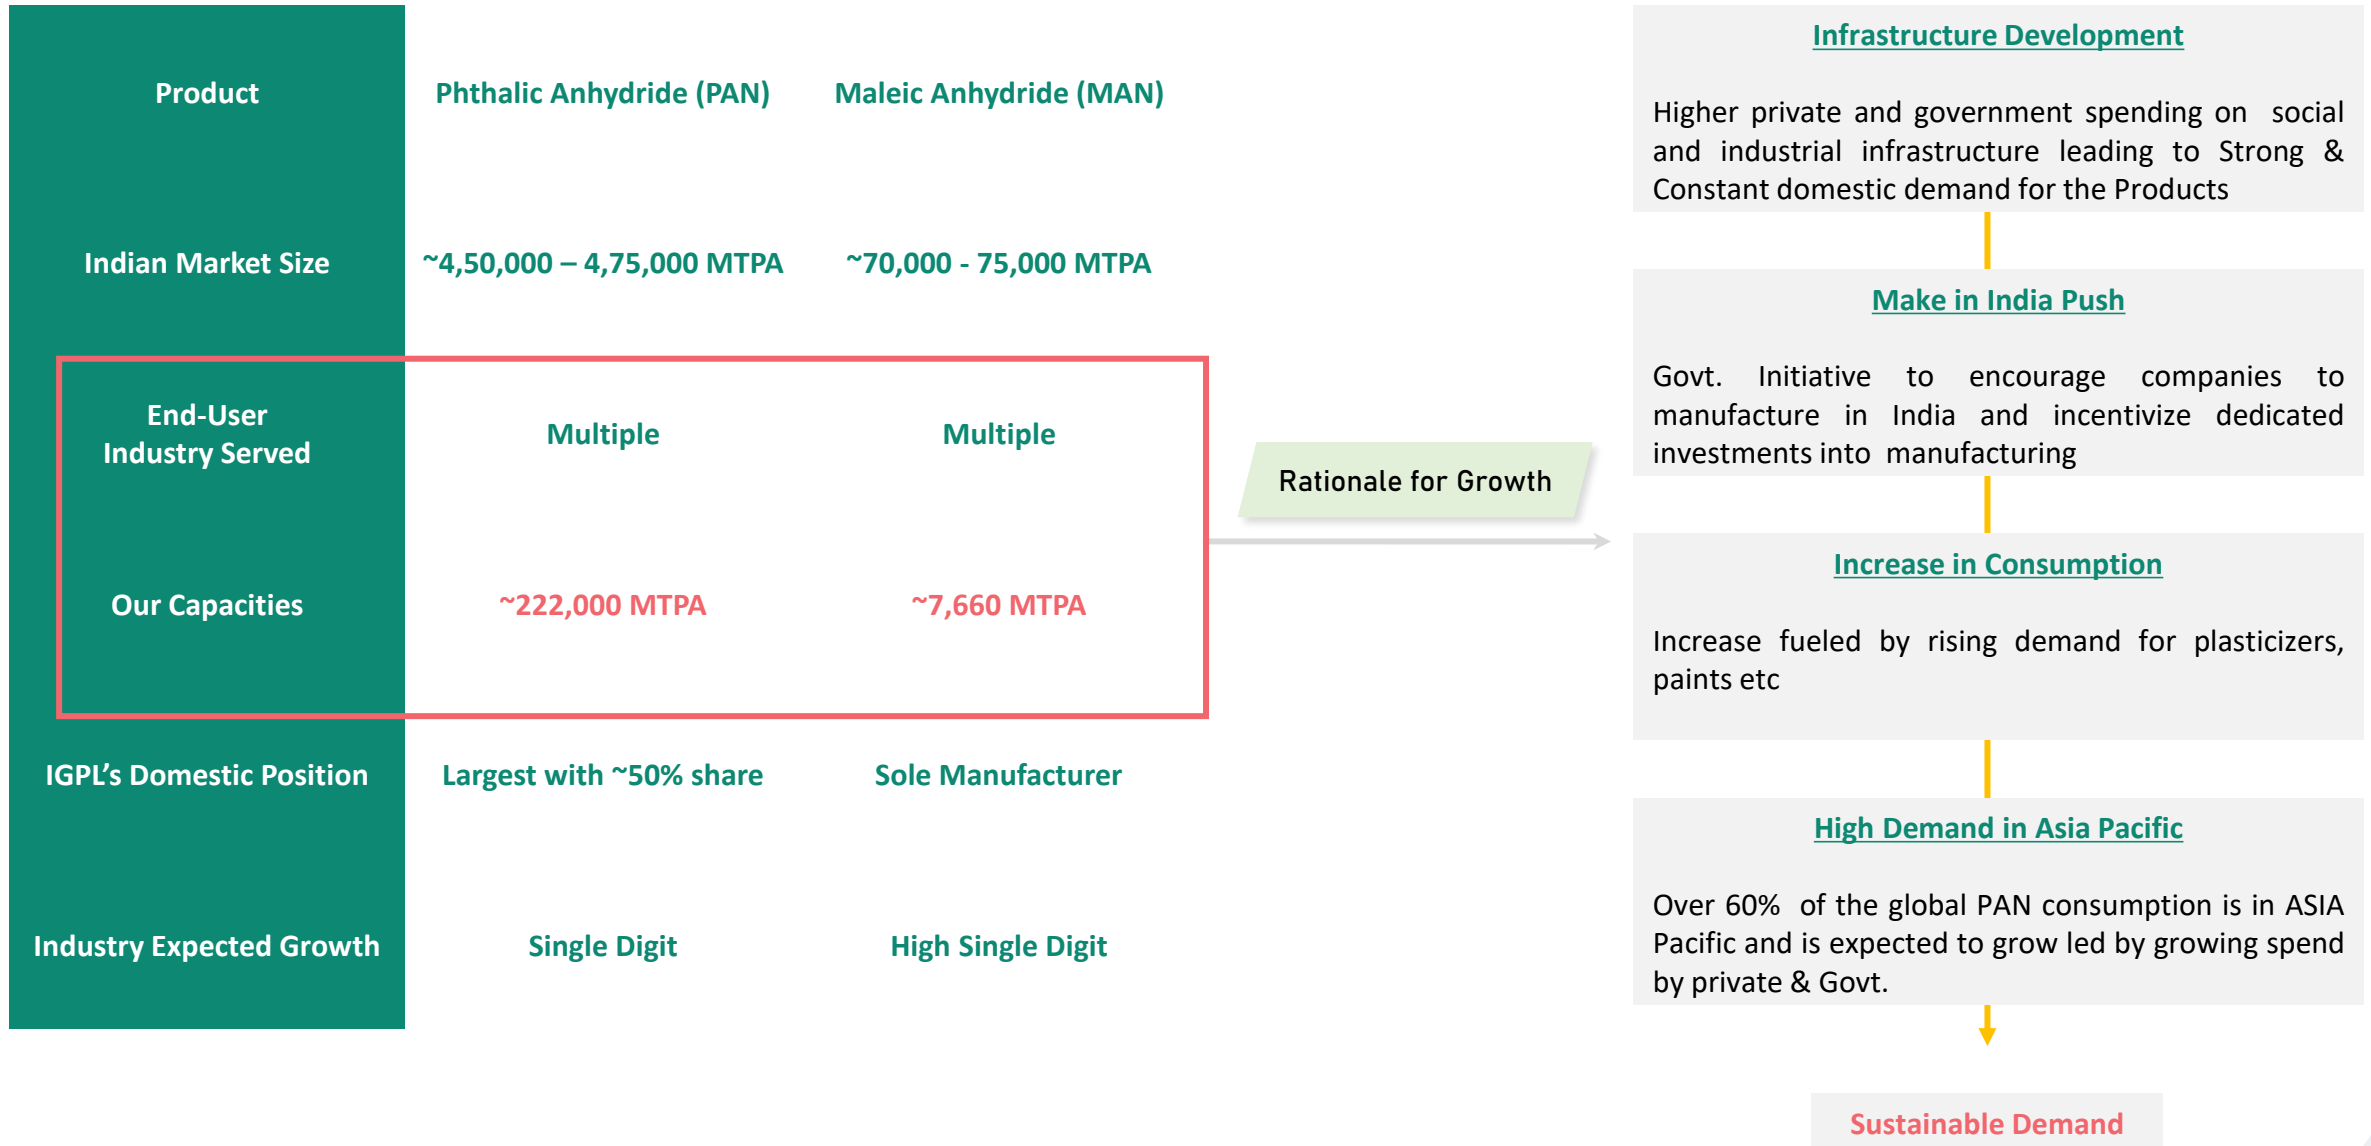 Product
Phthalic Anhydride (PAN)
Maleic Anhydride (MAN)
Indian Market Size
~4,50,000 – 4,75,000 MTPA
~70,000 - 75,000 MTPA
End-User
Industry Served
Multiple
Multiple
Our Capacities
~222,000 MTPA
~7,660 MTPA
IGPL’s Domestic Position
Largest with ~50% share
Sole Manufacturer
Industry Expected Growth
Single Digit
High Single Digit
Rationale for Growth
Infrastructure Development
Higher private and government spending on social
and industrial infrastructure leading to Strong &
Constant domestic demand for the Products
Make in India Push
Govt. Initiative to encourage companies to
manufacture in India and incentivize dedicated
investments into manufacturing
Increase in Consumption
Increase fueled by rising demand for plasticizers,
paints etc
High Demand in Asia Pacific
Over 60% of the global PAN consumption is in ASIA
Pacific and is expected to grow led by growing spend
by private & Govt.
Sustainable Demand